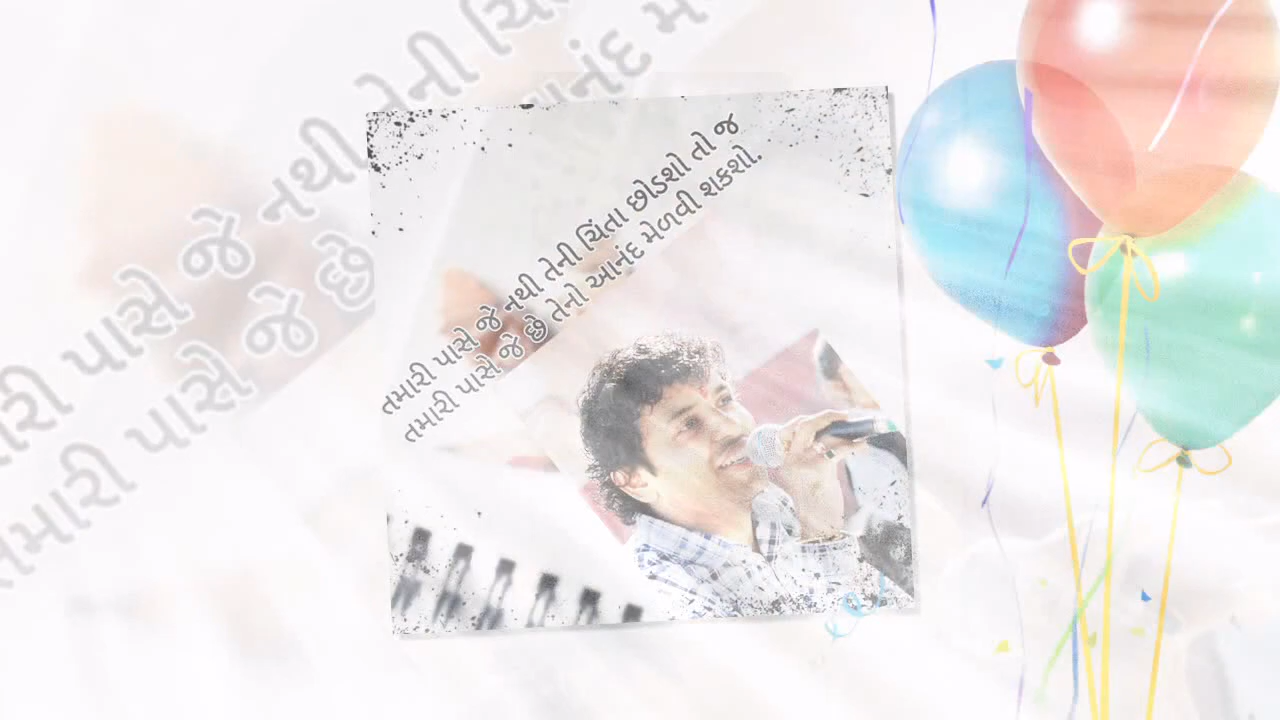 તમારી પાસે જે નથી તેની ચિંતા છોડશો તો જ
તમારી પાસે જે છે તેનો આનંદ મેળવી શકશો.